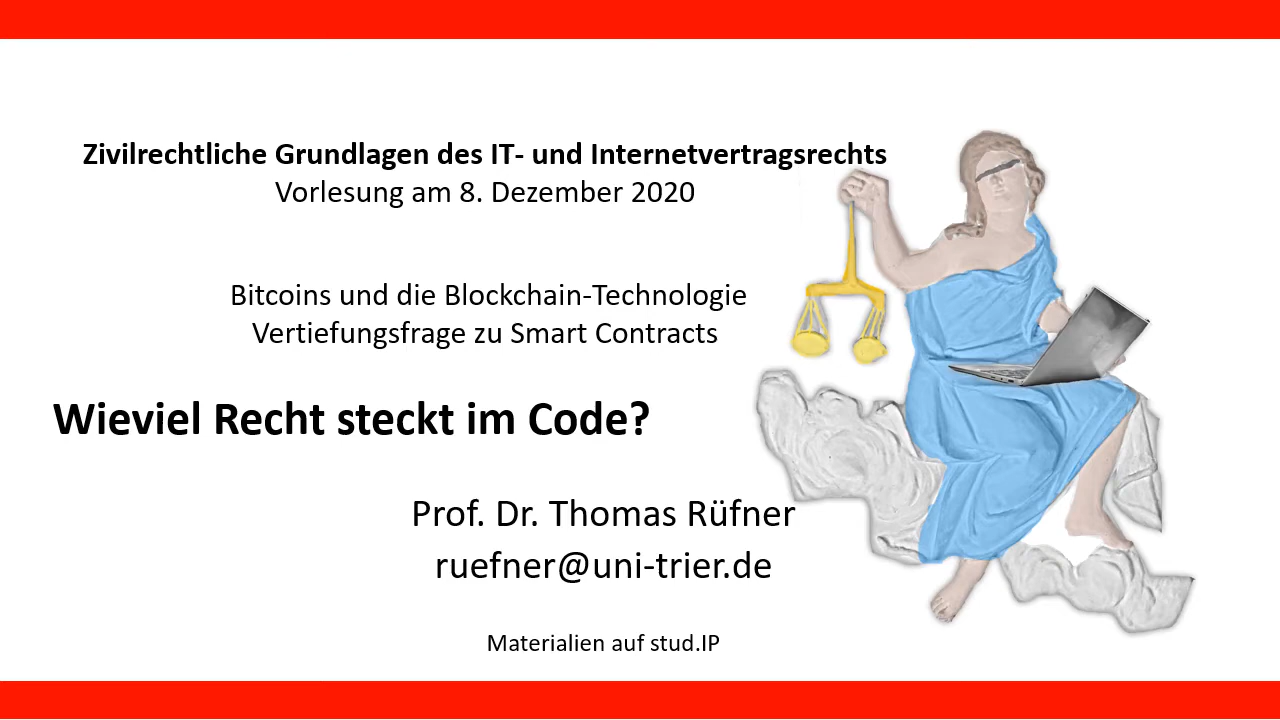 Zivilrechtliche Grundlagen des IT- und Internetvertragsrechts
Vorlesung am 8. Dezember 2020
Bitcoins und die Blockchain-Technologie
Vertiefungsfrage zu Smart Contracts
Wieviel Recht steckt im Code?
Prof. Dr. Thomas Rüfner
ruefner@uni-trier.de
Materialien auf stud.IP